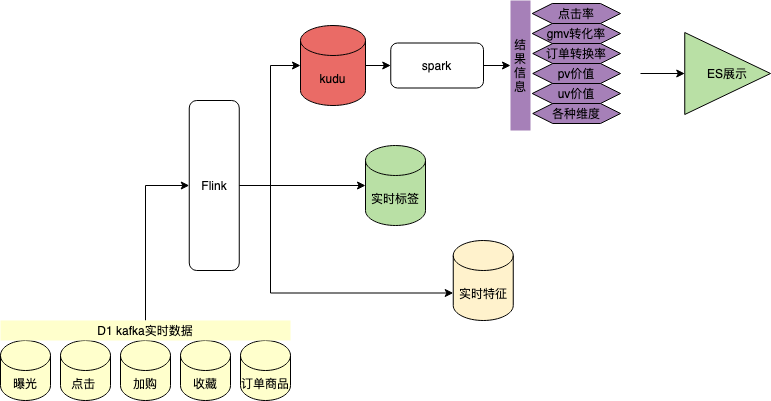 点击率
gmv转化率
订单转换率
pv价值
uv价值
各种维度
结果信息
kudu
spark
ES展示
Flink
实时标签
实时特征
D1 kafka实时数据
曝光
点击
加购
收藏
订单商品